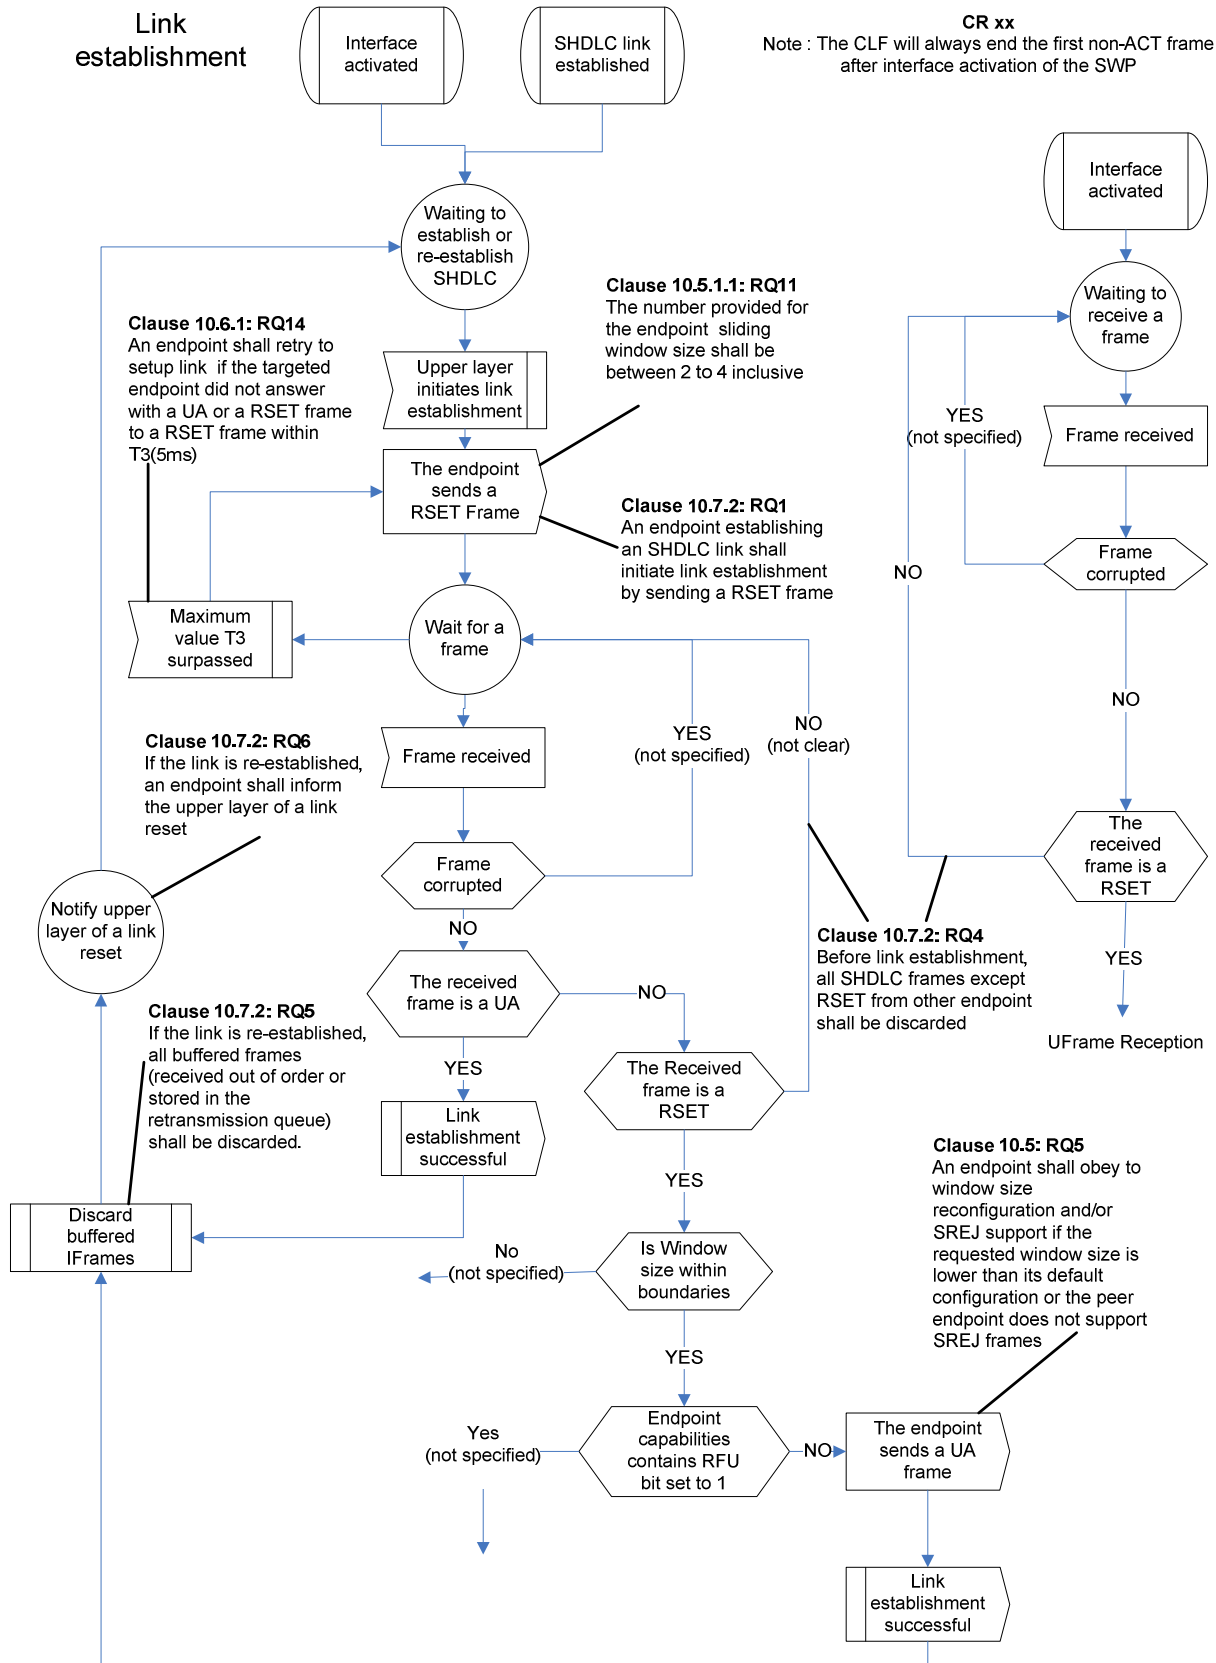 Link
establishment
Interface
activated
SHDLC link
established
CR xx
Note : The CLF will always end the first non-ACT frame
after interface activation of the SWP
Interface
activated
Waiting to
establish or
re-establish
SHDLC
Waiting to
receive a
frame
Clause 10.5.1.1: RQ11
The number provided for
the endpoint sliding
window size shall be
between 2 to 4 inclusive
Clause 10.6.1: RQ14
An endpoint shall retry to
setup link if the targeted
endpoint did not answer
with a UA or a RSET frame
to a RSET frame within
T3(5ms)
Upper layer
initiates link
establishment
YES
(not specified)
Frame received
The endpoint
sends a
RSET Frame
Clause 10.7.2: RQ1
An endpoint establishing
an SHDLC link shall
initiate link establishment
by sending a RSET frame
Frame
corrupted
NO
Maximum
value T3
surpassed
Wait for a
frame
NO
YES
(not specified)
NO
(not clear)
Clause 10.7.2: RQ6
If the link is re-established,
an endpoint shall inform
the upper layer of a link
reset
Frame received
The
received
frame is a
RSET
Frame
corrupted
Notify upper
layer of a link
reset
NO
Clause 10.7.2: RQ4
Before link establishment,
all SHDLC frames except
RSET from other endpoint
shall be discarded
YES
The received
frame is a UA
NO
Clause 10.7.2: RQ5
If the link is re-established,
all buffered frames
(received out of order or
stored in the
retransmission queue)
shall be discarded.
UFrame Reception
YES
The Received
frame is a
RSET
Link
establishment
successful
Clause 10.5: RQ5
An endpoint shall obey to
window size
reconfiguration and/or
SREJ support if the
requested window size is
lower than its default
configuration or the peer
endpoint does not support
SREJ frames
YES
Discard
buffered
IFrames
No
(not specified)
Is Window
size within
boundaries
YES
Yes
(not specified)
Endpoint
capabilities
contains RFU
bit set to 1
NO
The endpoint
sends a UA
frame
Link
establishment
successful